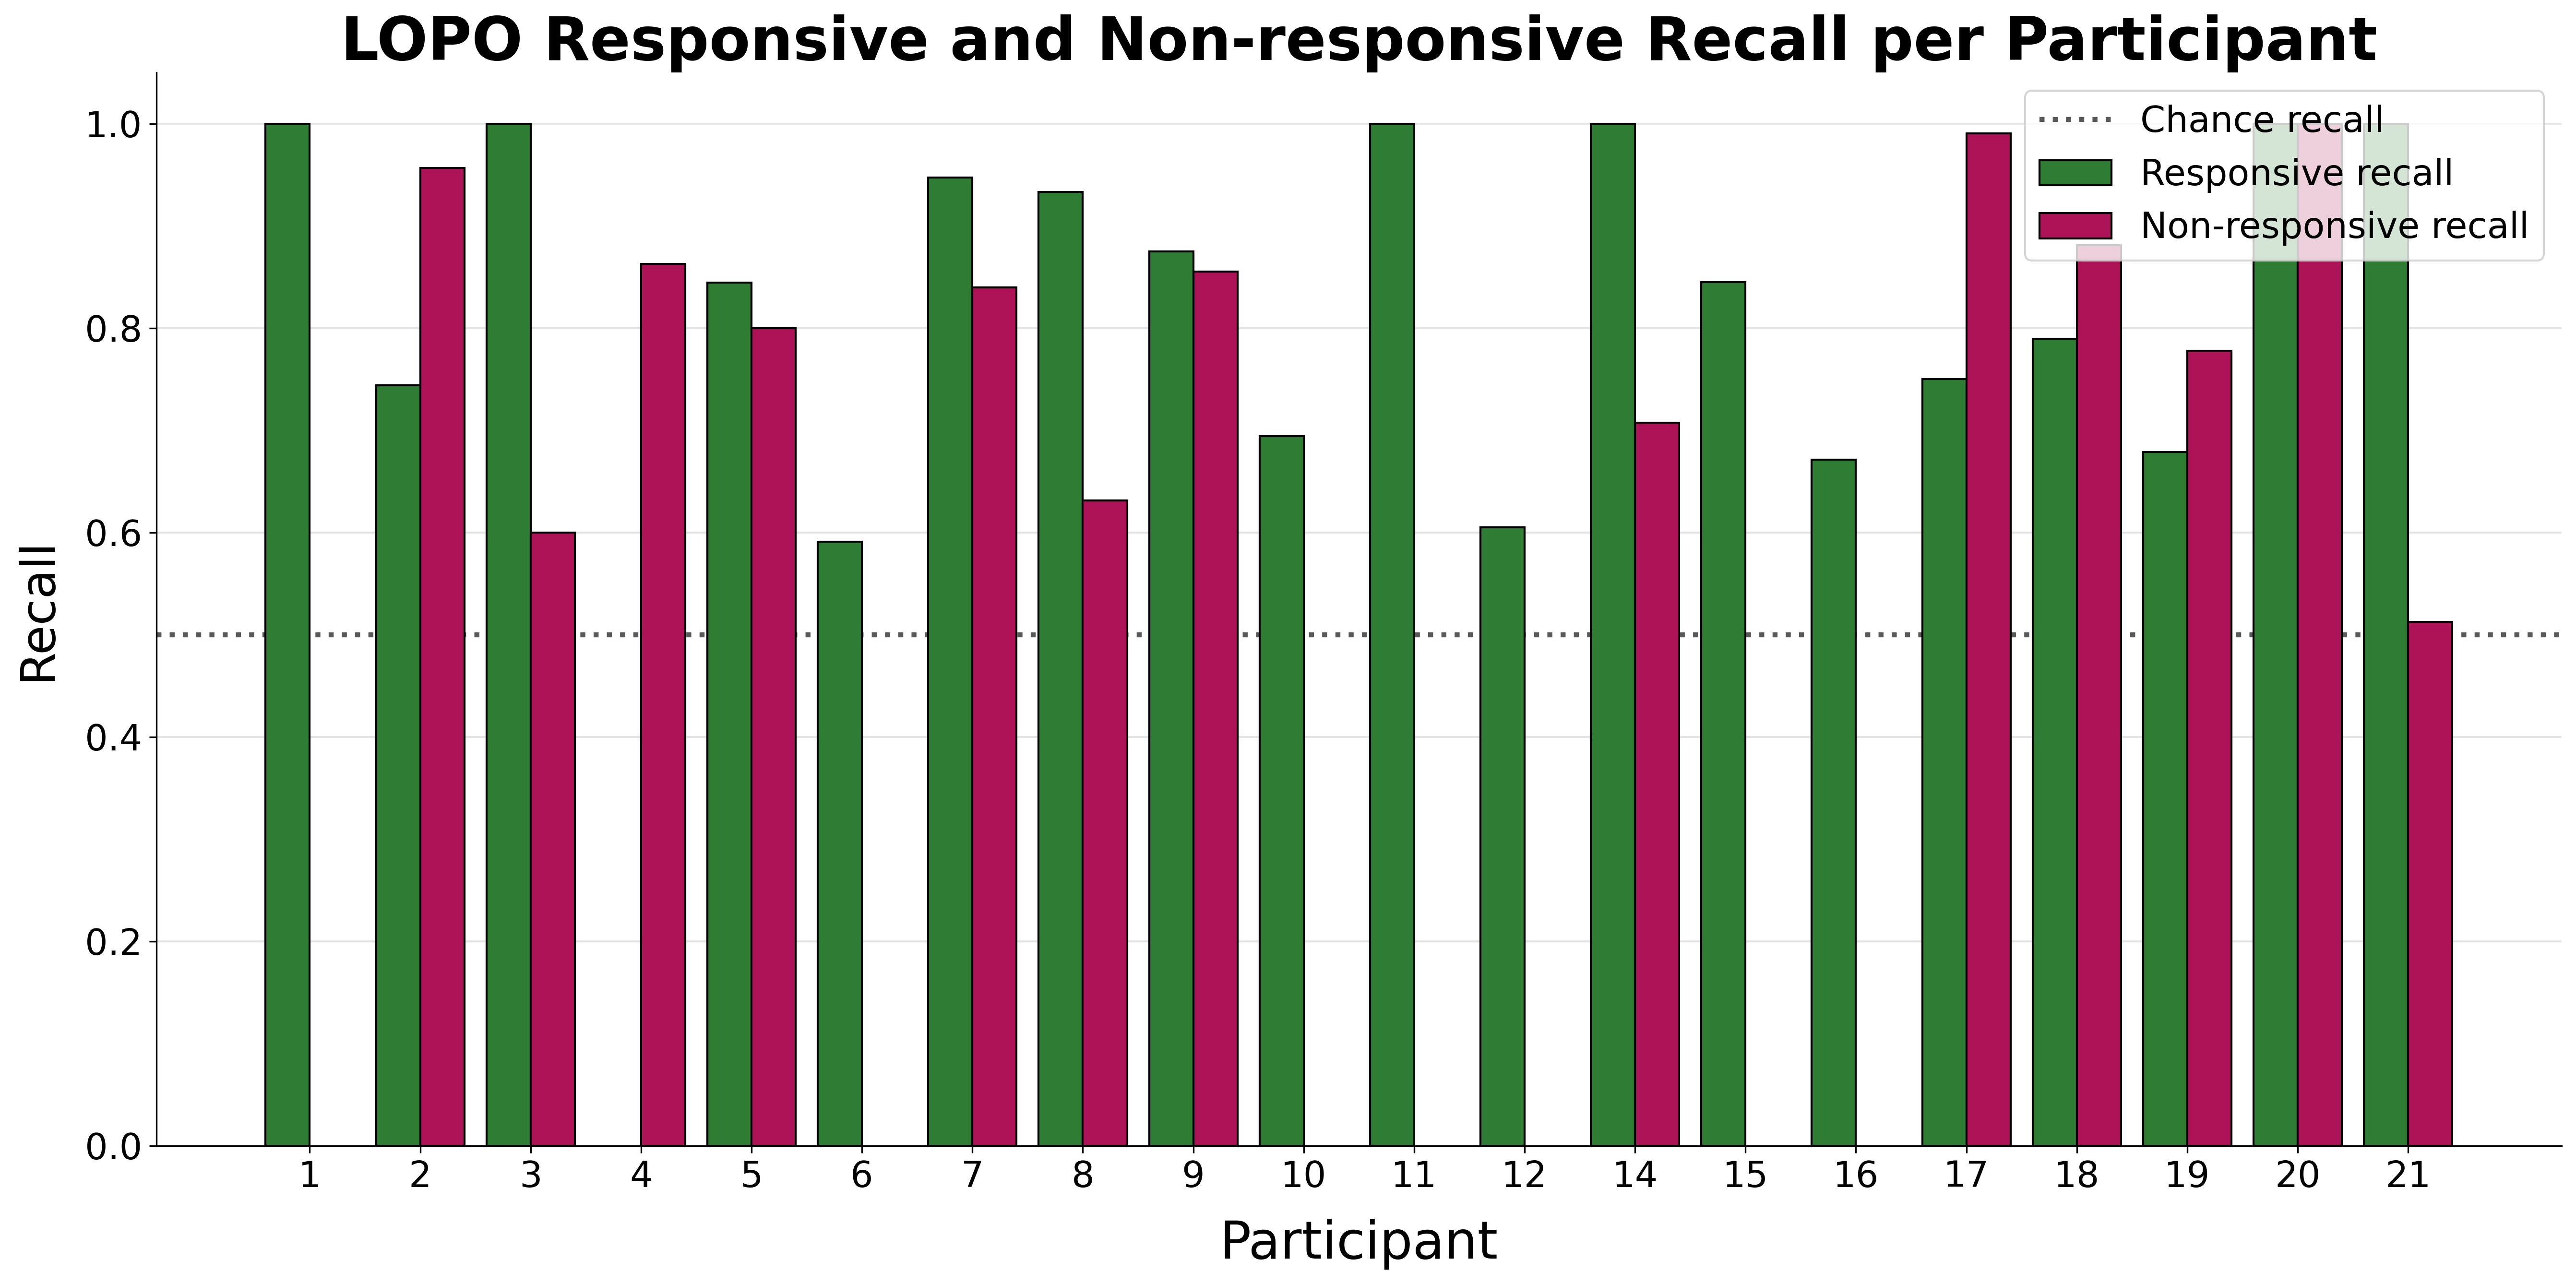 LOPO Responsive and Non-responsive Recall per Participant
Chance recall
Responsive recall
Non-responsive recall
1.0
0.8
0.6
0.4
0.2
0.0
Recall
1 2 3 4 5 6 7 8 9 10 11 12 14 15 16 17 18 19 20 21
Participant